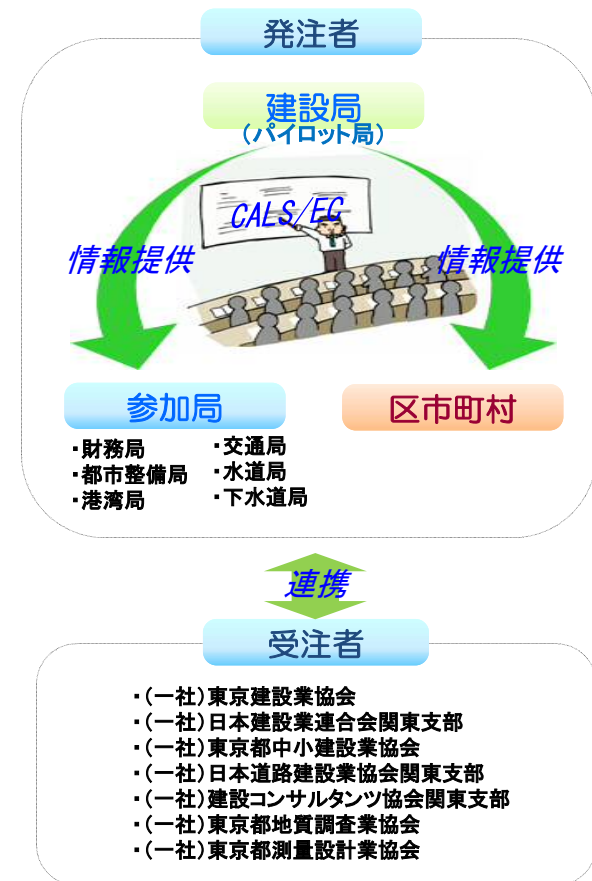 発注者
建設局
（パイロット局）
CALS/EC
情報提供
情報提供
参加局
区市町村
・財務局
・交通局
・都市整備局
・水道局
・港湾局
・下水道局
連携
受注者
・（一社）東京建設業協会
・（一社）日本建設業連合会関東支部
・（一社）東京都中小建設業協会
・（一社）日本道路建設業協会関東支部
・（一社）建設コンサルタンツ協会関東支部
・（一社）東京都地質調査業協会
・（一社）東京都測量設計業協会